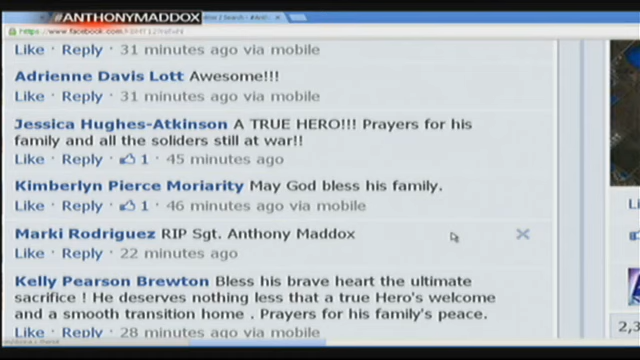 #ANTHONYMADDOX
Like · Reply · 31 minutes ago via mobile
Adrienne Davis Lott Awesome!!!
Like · Reply · 31 minutes ago via mobile
Jessica Hughes-Atkinson A TRUE HERO!!! Prayers for his
family and all the soliders still at war!!
Like · Reply · 1 · 45 minutes ago
Kimberlyn Pierce Moriarity May God bless his family.
Like · Reply · 1 · 46 minutes ago via mobile
Marki Rodriguez RIP Sgt. Anthony Maddox
Like · Reply · 22 minutes ago
Kelly Pearson Brewton Bless his brave heart the ultimate
sacrifice ! He deserves nothing less that a true Hero's welcome
and a smooth transition home . Prayers for his family's peace.
Like · Reply · 28 minutes ago via mobile
Li
2,3